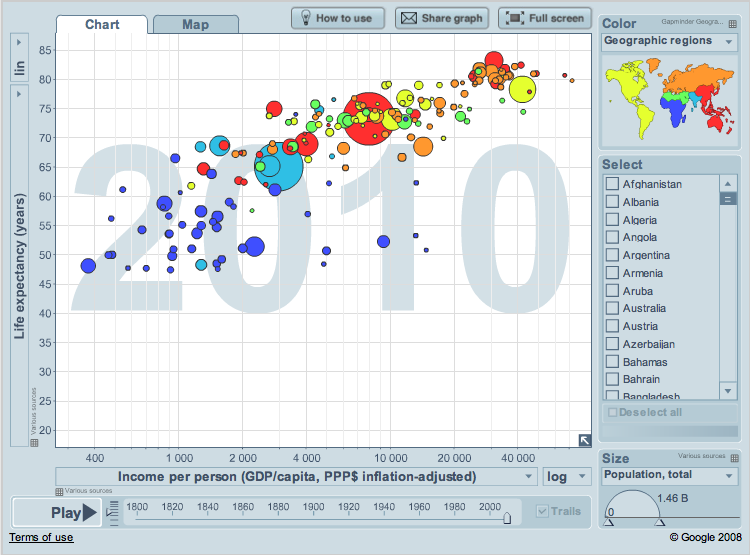 Chart
Map
How to use
Share graph
Full screen
lin
Life expectancy (years)
Various sources
85
80
75
70
65
60
55
50
45
40
35
30
25
20
2010
400
1 000
2 000
4 000
10 000
20 000
40 000
Income per person (GDP/capita, PPP$ inflation-adjusted)
log
Various sources
Play
1800
1820
1840
1860
1880
1900
1920
1940
1960
1980
2000
Trails
Color
Gapminder Geogra...
Geographic regions
Select
Afghanistan
Albania
Algeria
Angola
Argentina
Armenia
Aruba
Australia
Austria
Azerbaijan
Bahamas
Bahrain
Bangladesh
Deselect all
Size
Various sources
Population, total
1.46 B
0
Terms of use
© Google 2008